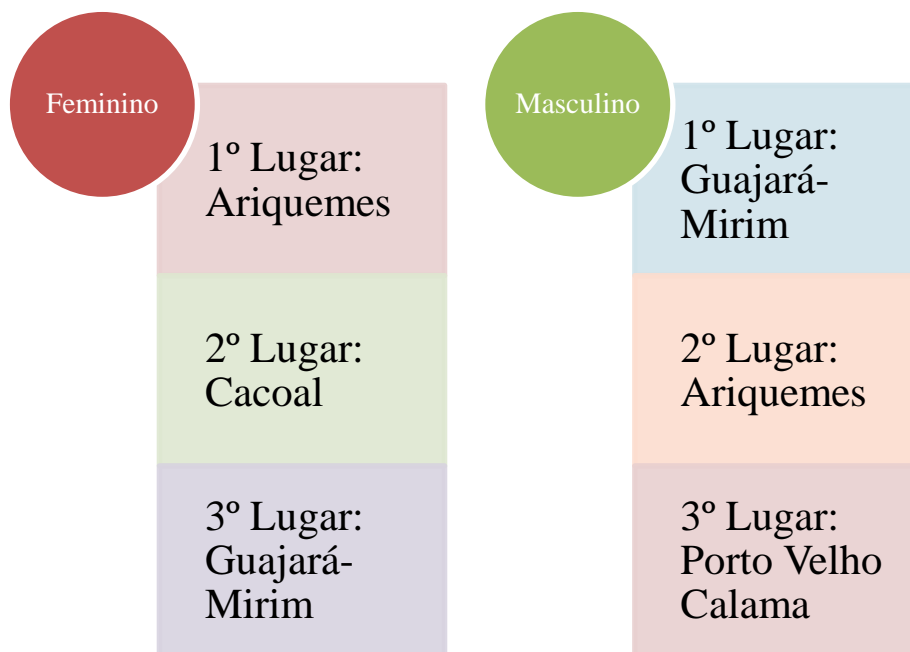 Feminino
1º Lugar:
Ariquemes
2º Lugar:
Cacoal
3º Lugar:
Guajará-
Mirim
Masculino
1º Lugar:
Guajará-
Mirim
2º Lugar:
Ariquemes
3º Lugar:
Porto Velho
Calama